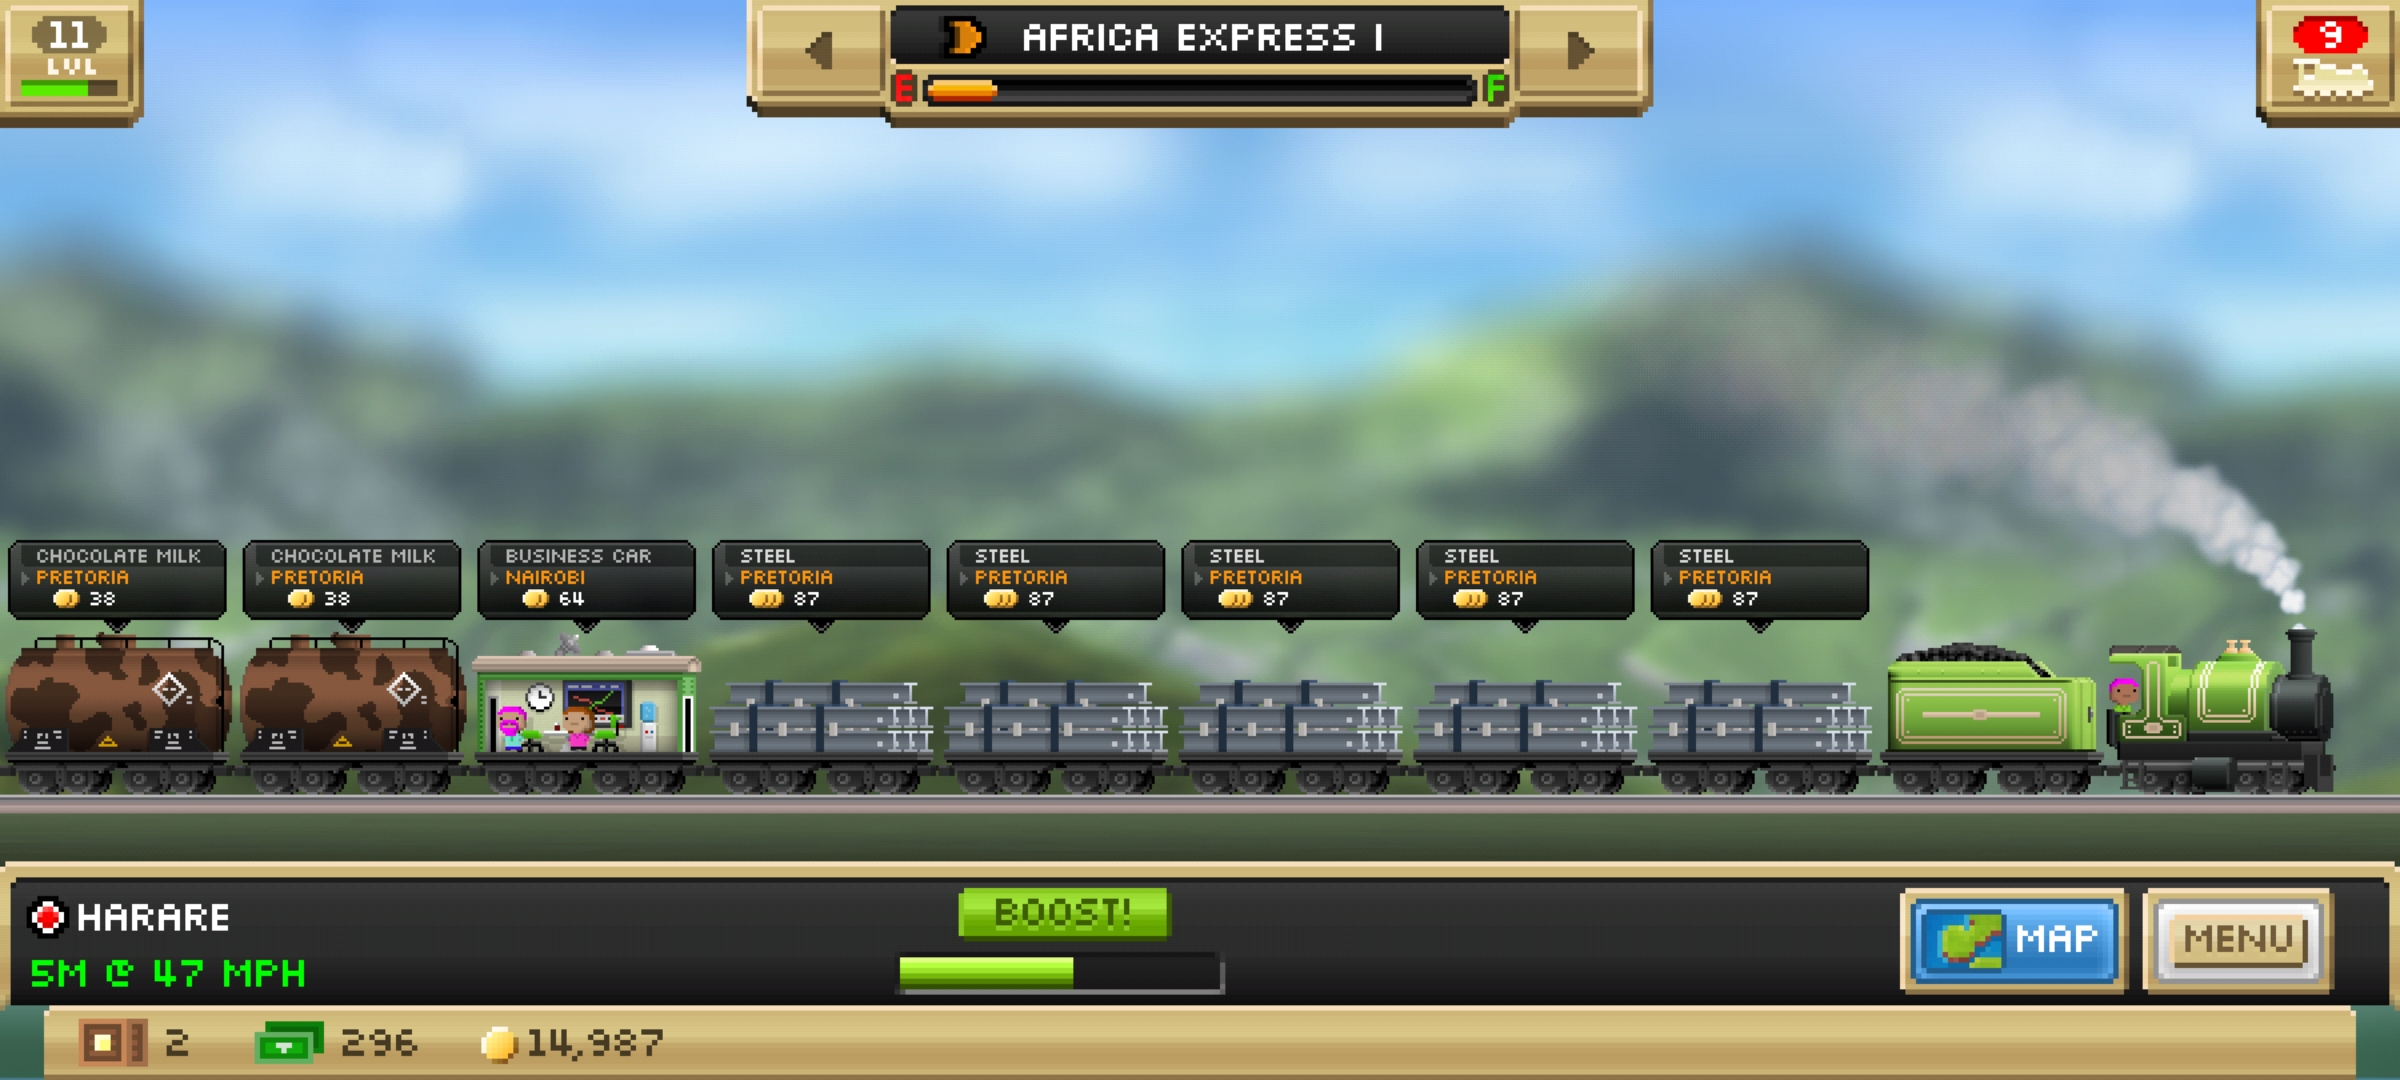 11
LVL
AFRICA EXPRESS I
E
F
9
CHOCOLATE MILK
PRETORIA
38
CHOCOLATE MILK
PRETORIA
38
BUSINESS CAR
NAIROBI
64
STEEL
PRETORIA
87
STEEL
PRETORIA
87
STEEL
PRETORIA
87
STEEL
PRETORIA
87
STEEL
PRETORIA
87
HARARE
5M @ 47 MPH
BOOST!
MAP
MENU
2
296
14,987